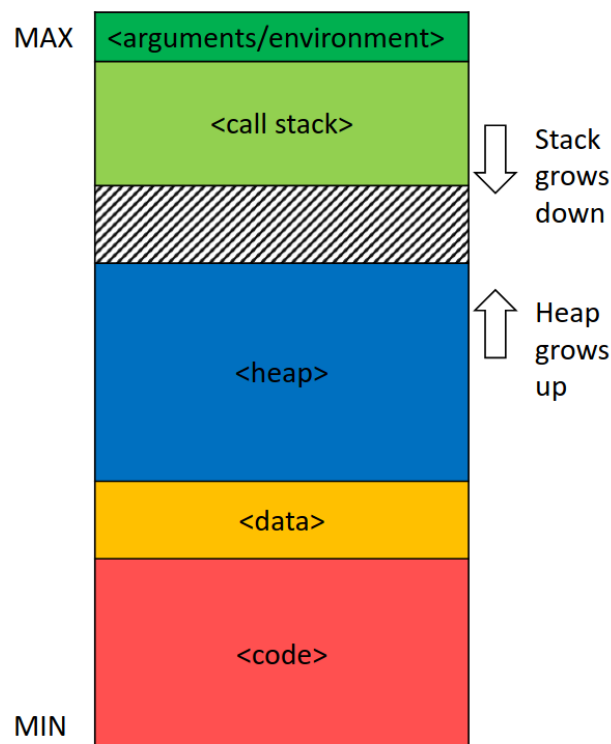 MAX
<arguments/environment>
<call stack>
Stack
grows
down
Heap
grows
up
<heap>
<data>
<code>
MIN